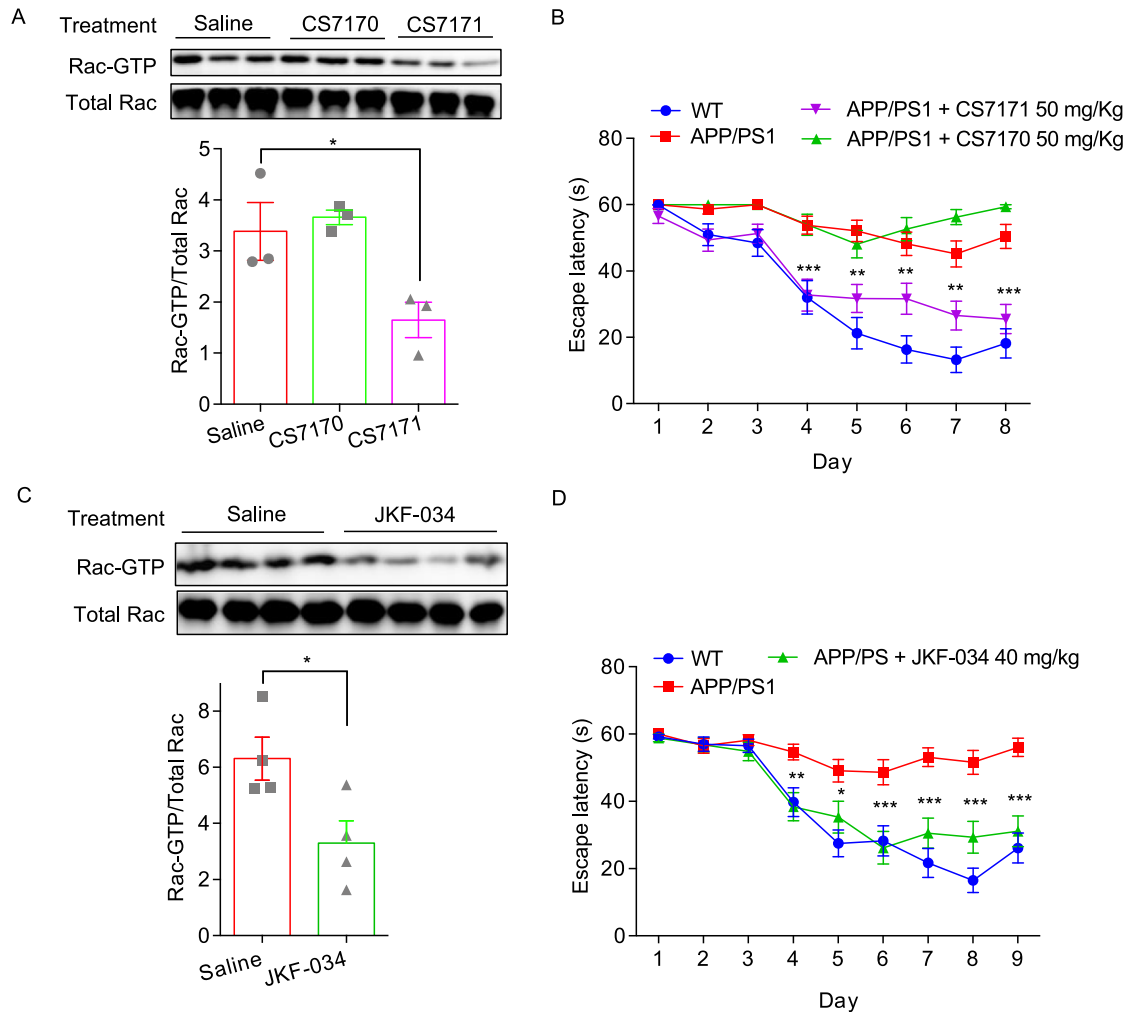 A
Treatment Saline CS7170 CS7171
Rac-GTP
Total Rac
*
Rac-GTP/Total Rac
5
4
3
2
1
0
Saline CS7170 CS7171
B
WT
APP/PS1
APP/PS1 + CS7171 50 mg/Kg
APP/PS1 + CS7170 50 mg/Kg
Escape latency (s)
80
60
40
20
0
*** ** ** ** ***
1 2 3 4 5 6 7 8
Day
C
Treatment Saline JKF-034
Rac-GTP
Total Rac
*
Rac-GTP/Total Rac
8
6
4
2
0
Saline JKF-034
D
WT
APP/PS1
APP/PS + JKF-034 40 mg/kg
Escape latency (s)
80
60
40
20
0
** * *** *** *** ***
1 2 3 4 5 6 7 8 9
Day